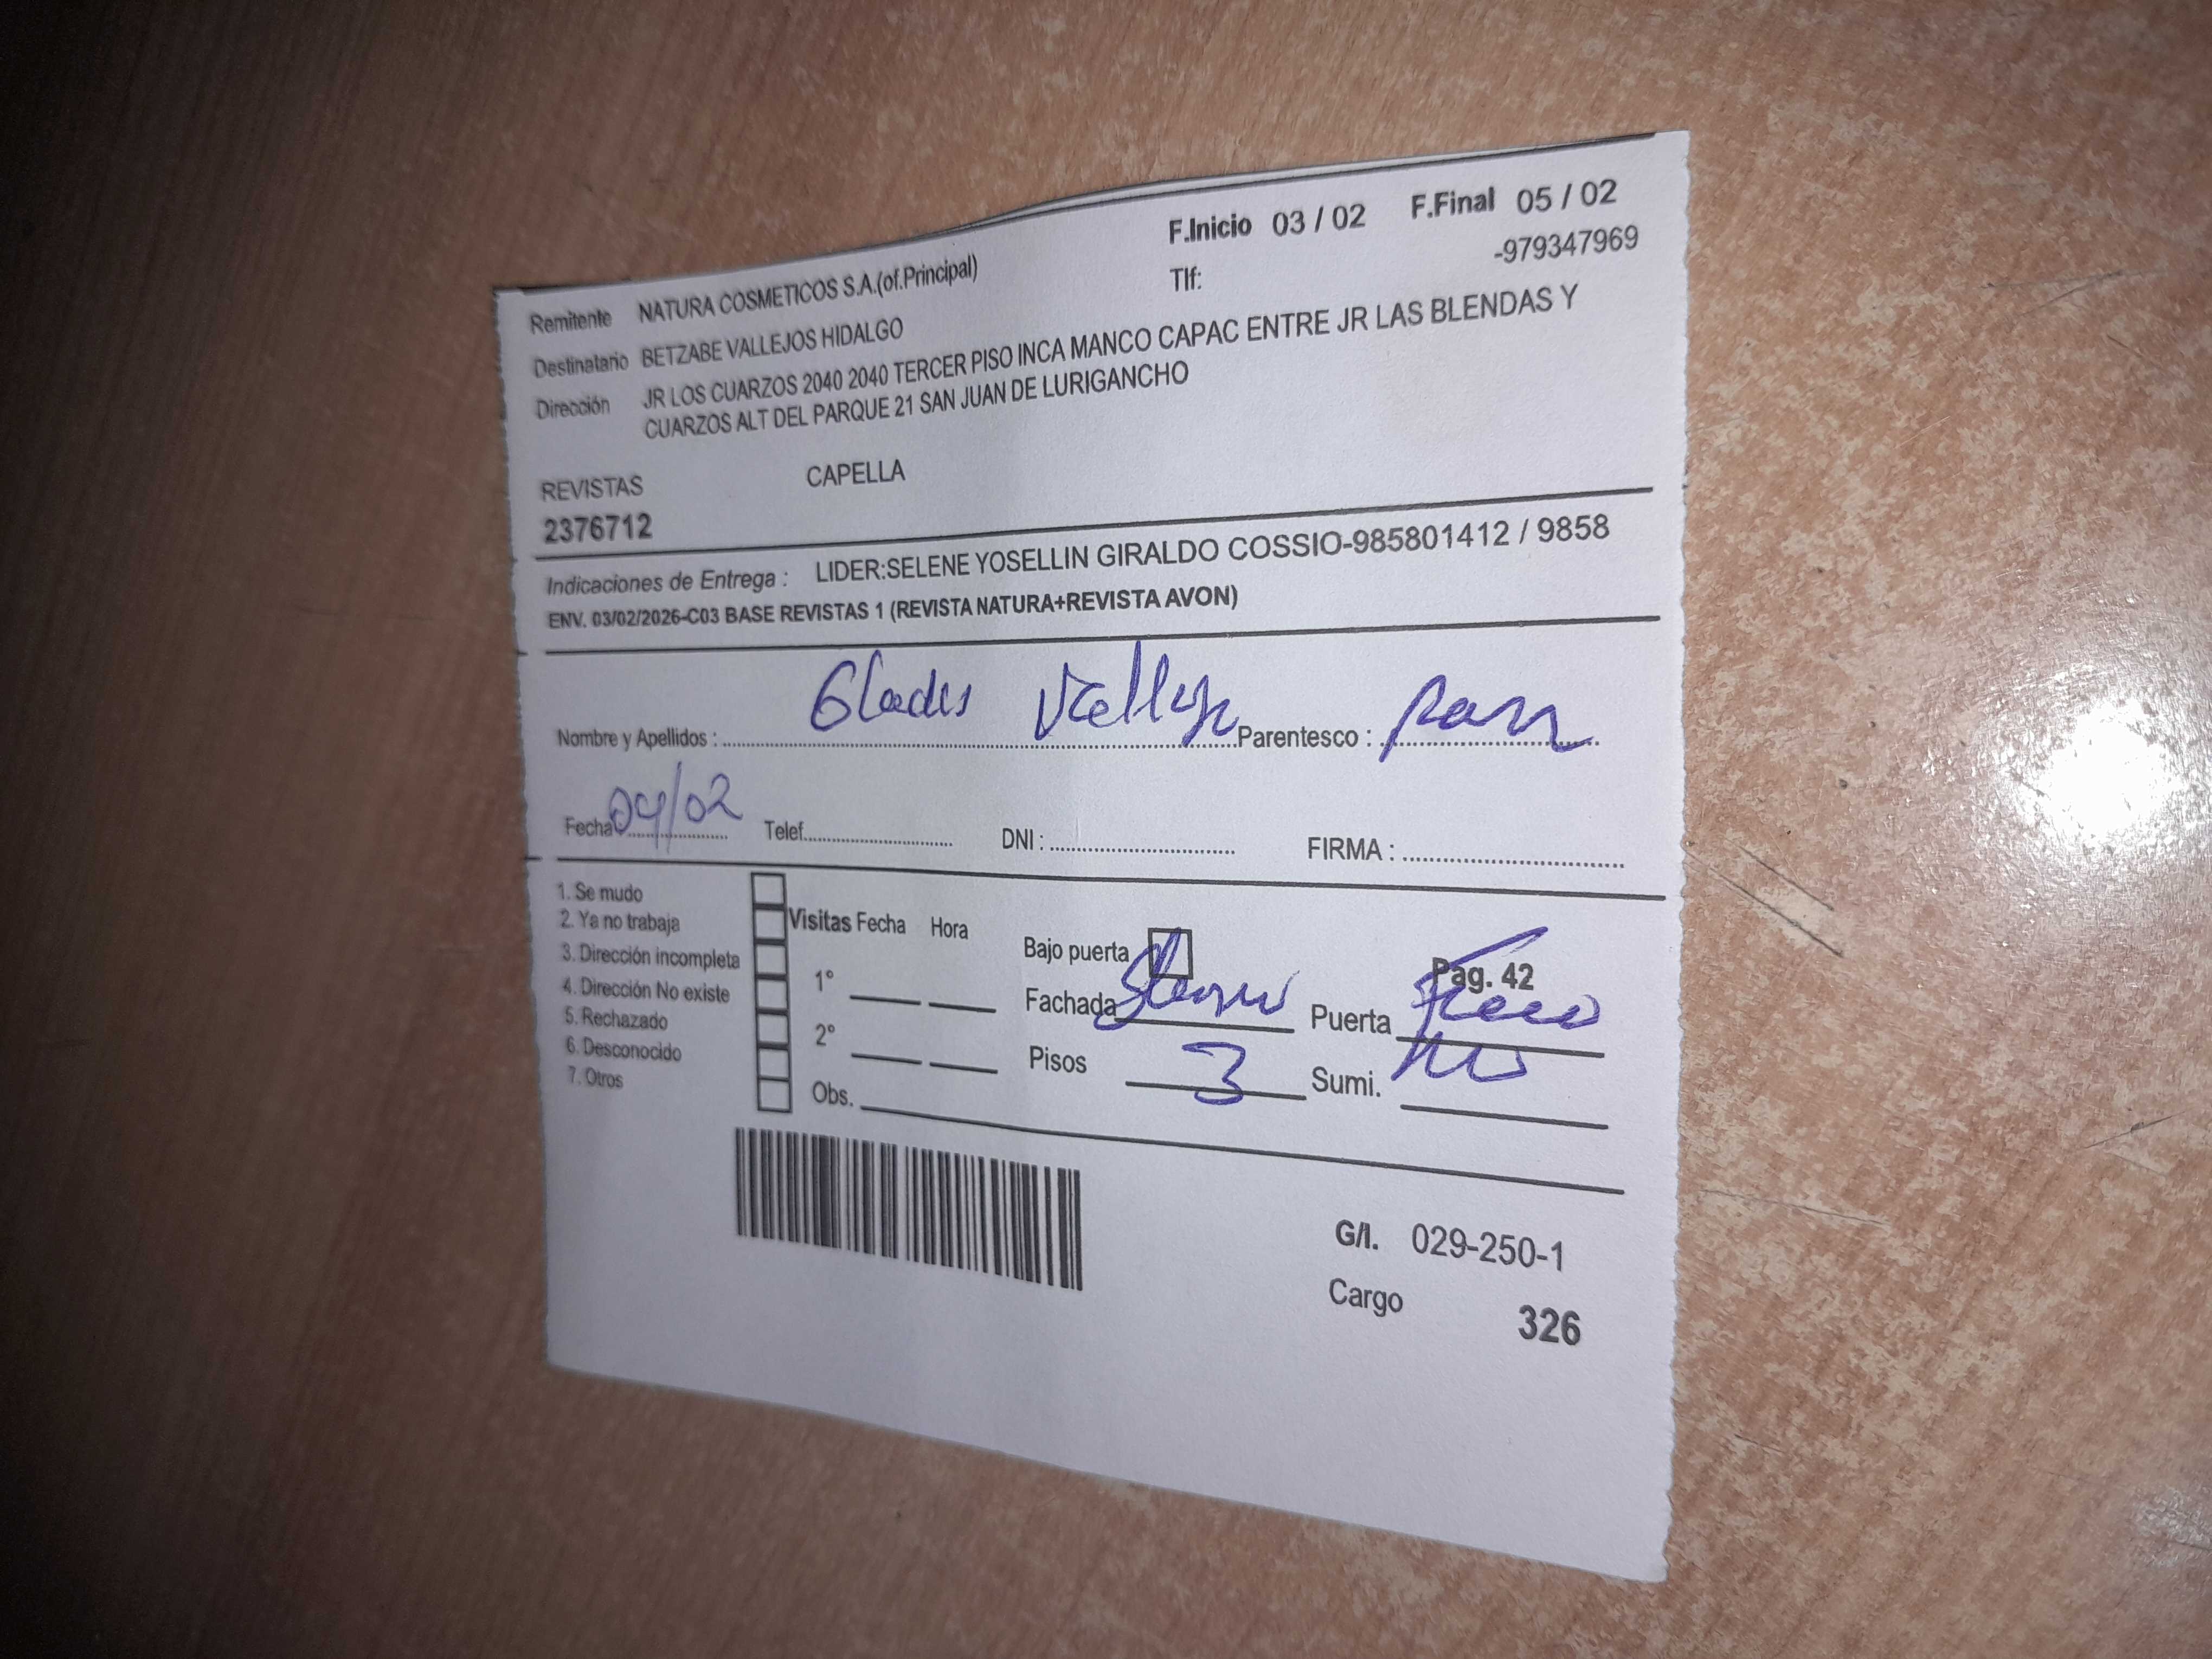 F.Inicio 03 / 02 F.Final 05 / 02
Remitente NATURA COSMETICOS S.A.(of.Principal) Tlf: -979347969
Destinatario BETZABE VALLEJOS HIDALGO
Dirección JR LOS CUARZOS 2040 2040 TERCER PISO INCA MANCO CAPAC ENTRE JR LAS BLENDAS Y
CUARZOS ALT DEL PARQUE 21 SAN JUAN DE LURIGANCHO
REVISTAS CAPELLA
2376712
Indicaciones de Entrega : LIDER:SELENE YOSELLIN GIRALDO COSSIO-985801412 / 9858
ENV. 03/02/2026-C03 BASE REVISTAS 1 (REVISTA NATURA+REVISTA AVON)
Nombre y Apellidos : Gladis Parentesco :
Fecha: 04/02 Telef. DNI : FIRMA :
1. Se mudo
2. Ya no trabaja Visitas Fecha Hora
3. Dirección incompleta Bajo puerta Pag. 42
4. Dirección No existe 1° Fachada Puerta
5. Rechazado
6. Desconocido 2° Pisos 3 Sumi.
7. Otros Obs.
G/l. 029-250-1
Cargo 326